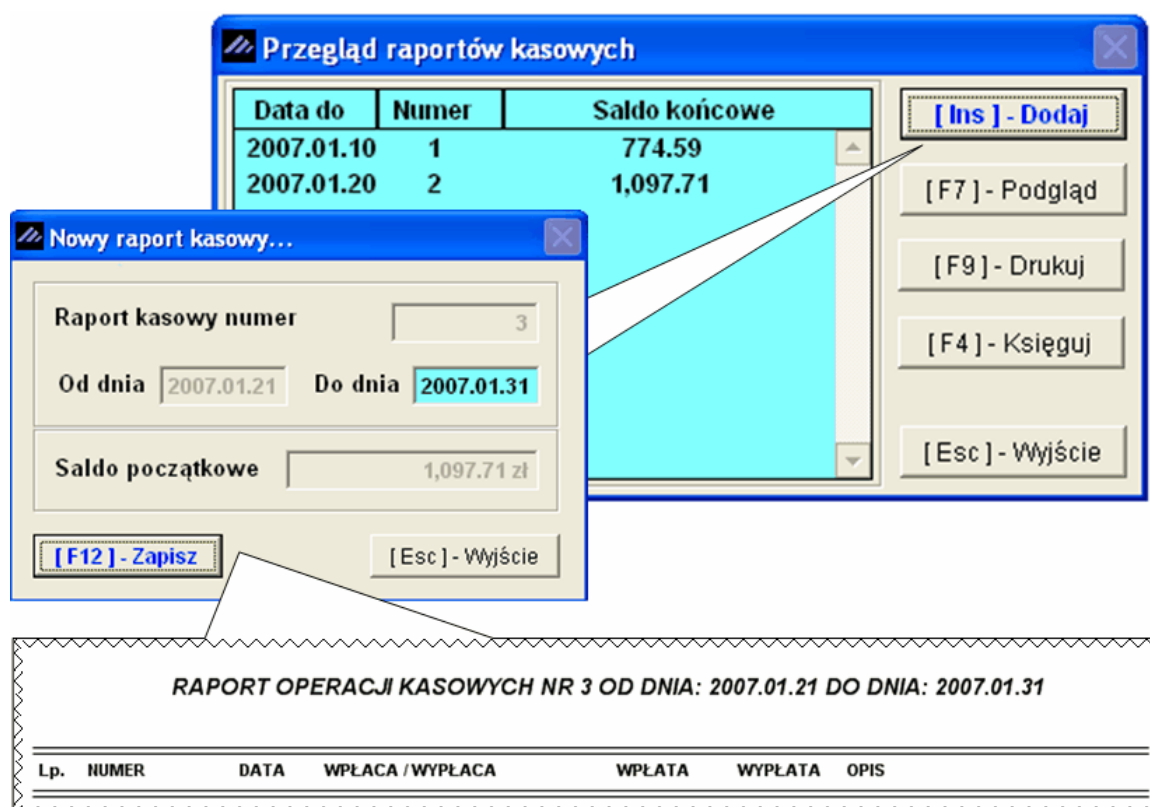 Przegląd raportów kasowych
Data do Numer Saldo końcowe
2007.01.10 1 774.59
2007.01.20 2 1,097.71
[ Ins ] - Dodaj
[ F7 ] - Podgląd
[ F9 ] - Drukuj
[ F4 ] - Księguj
[ Esc ] - Wyjście
Nowy raport kasowy...
Raport kasowy numer 3
Od dnia 2007.01.21 Do dnia 2007.01.31
Saldo początkowe 1,097.71 zł
[ F12 ] - Zapisz [ Esc ] - Wyjście
RAPORT OPERACJI KASOWYCH NR 3 OD DNIA: 2007.01.21 DO DNIA: 2007.01.31
Lp. NUMER DATA WPŁACA / WYPŁACA WPŁATA WYPŁATA OPIS